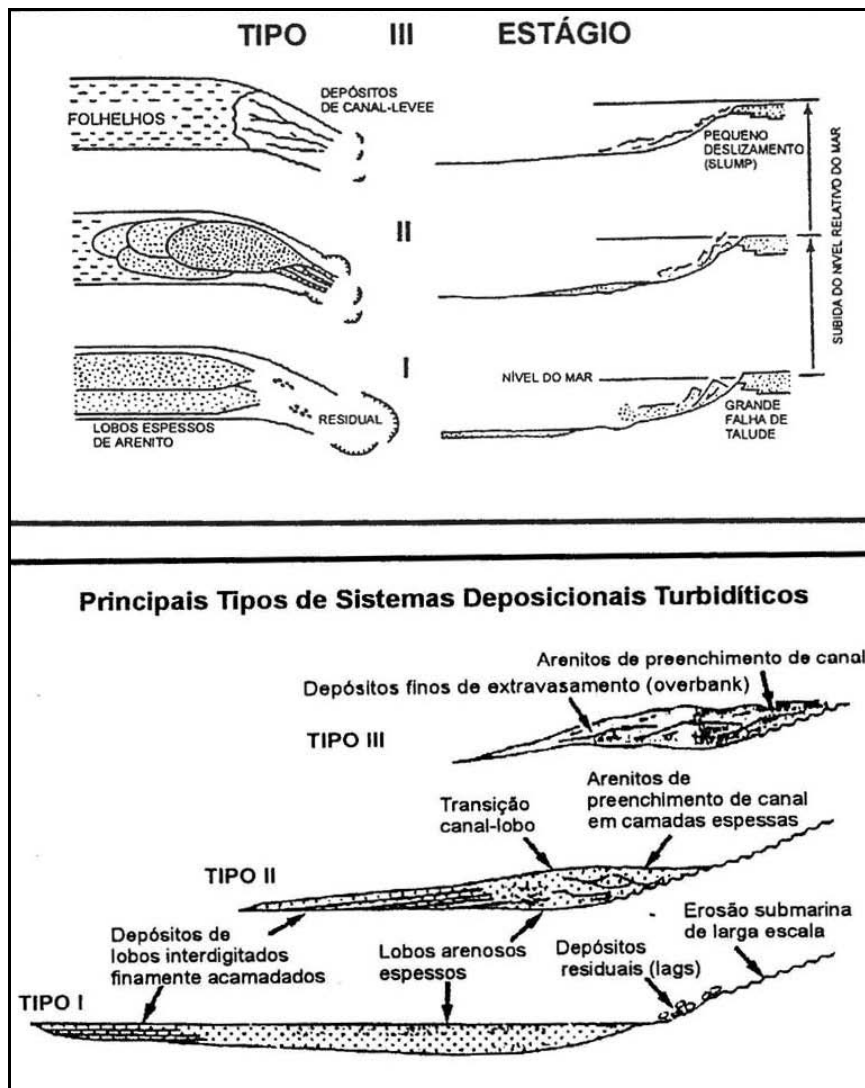 TIPO III ESTÁGIO
FOLHELHOS
DEPÓSITOS
DE CANAL-LEVEE
PEQUENO
DESLIZAMENTO
(SLUMP)
SUBIDA DO NÍVEL RELATIVO DO MAR
II
I
NÍVEL DO MAR
LOBOS ESPESSOS
DE ARENITO
RESIDUAL
GRANDE
FALHA DE
TALUDE
Principais Tipos de Sistemas Deposicionais Turbidíticos
Arenitos de preenchimento de canal
Depósitos finos de extravasamento (overbank)
TIPO III
Transição
canal-lobo
Arenitos de
preenchimento de canal
em camadas espessas
TIPO II
Depósitos de
lobos interdigitados
finamente acamadados
Lobos arenosos
espessos
Depósitos
residuais (lags)
Erosão submarina
de larga escala
TIPO I